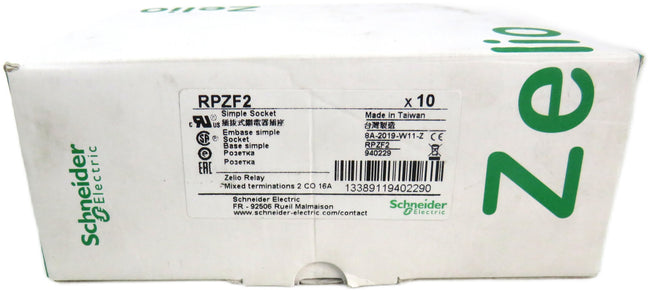 Zelio
Schneider
Electric
RPZF2 x 10
Simple Socket Made in Taiwan
插拔式繼電器插座 台灣製造
Embase simple 8A-2019-W11-Z
Socket RPZF2
Base simple 940229
Розетка
Розетка
Zelio Relay
Mixed terminations 2 CO 16A 13389119402290
Schneider Electric
FR - 92506 Rueil Malmaison
www.schneider-electric.com/contact
Schneider
Electric
Zelio